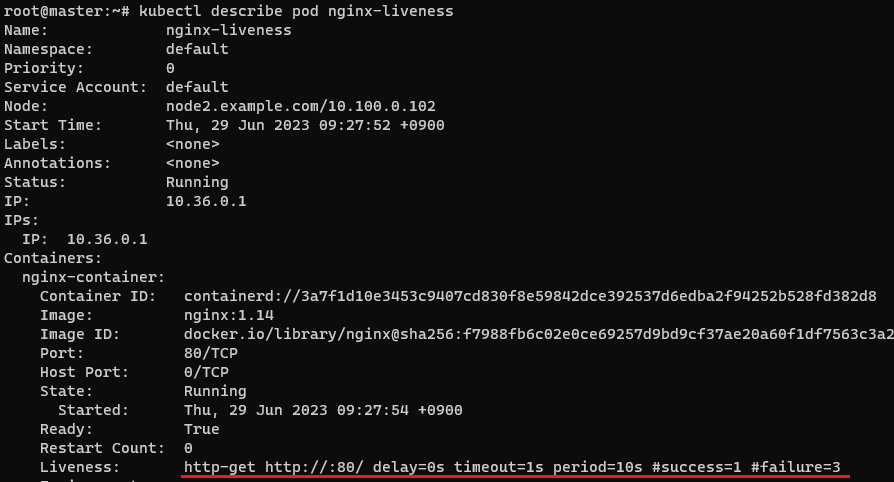 root@master:~# kubectl describe pod nginx-liveness
Name:             nginx-liveness
Namespace:        default
Priority:         0
Service Account:  default
Node:             node2.example.com/10.100.0.102
Start Time:       Thu, 29 Jun 2023 09:27:52 +0900
Labels:           <none>
Annotations:      <none>
Status:           Running
IP:               10.36.0.1
IPs:
  IP:  10.36.0.1
Containers:
  nginx-container:
    Container ID:   containerd://3a7f1d10e3453c9407cd830f8e59842dce392537d6edba2f94252b528fd382d8
    Image:          nginx:1.14
    Image ID:       docker.io/library/nginx@sha256:f7988fb6c02e0ce69257d9bd9cf37ae20a60f1df7563c3a2
    Port:           80/TCP
    Host Port:      0/TCP
    State:          Running
      Started:      Thu, 29 Jun 2023 09:27:54 +0900
    Ready:          True
    Restart Count:  0
    Liveness:       http-get http://:80/ delay=0s timeout=1s period=10s #success=1 #failure=3